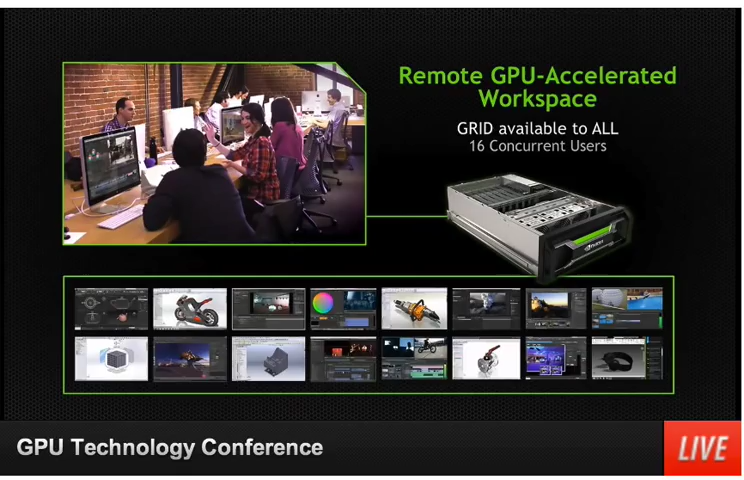 Remote GPU-Accelerated
Workspace
GRID available to ALL
16 Concurrent Users
GPU Technology Conference
LIVE